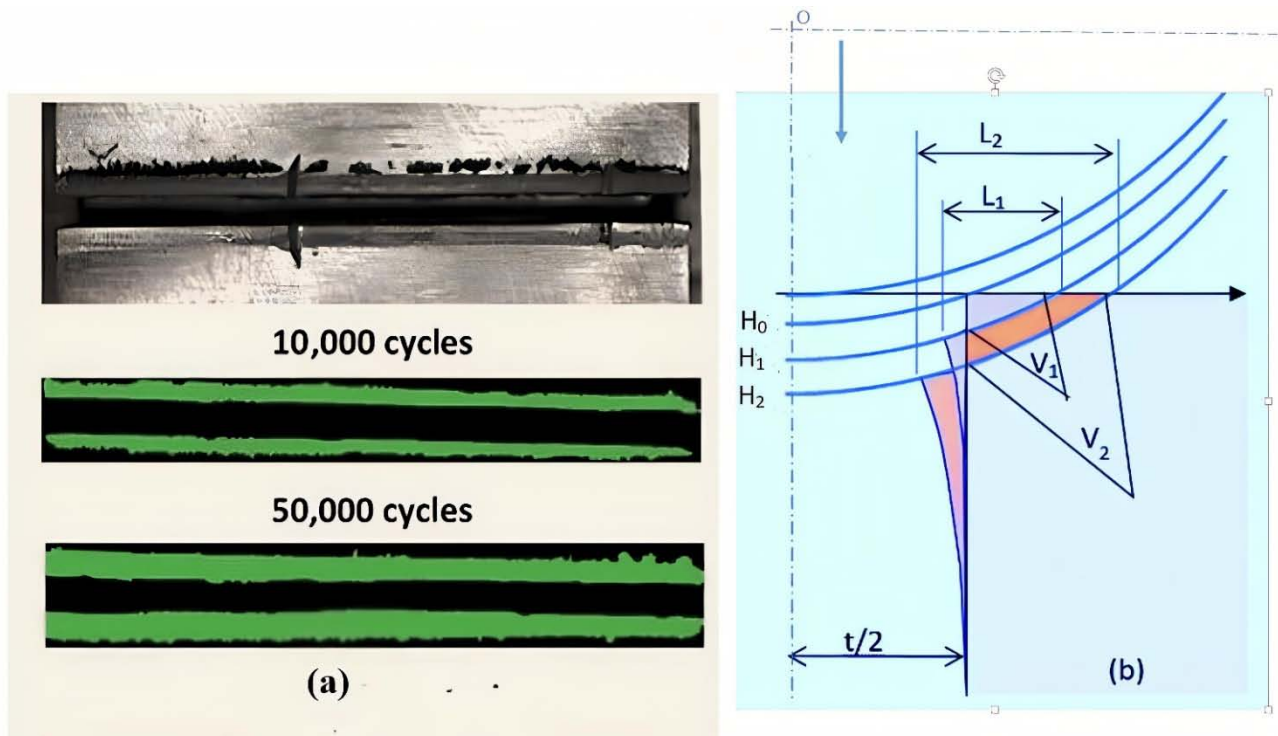 10,000 cycles
50,000 cycles
(a)
O
L₂
L₁
H₀
H₁
H₂
V₁
V₂
t/2
(b)